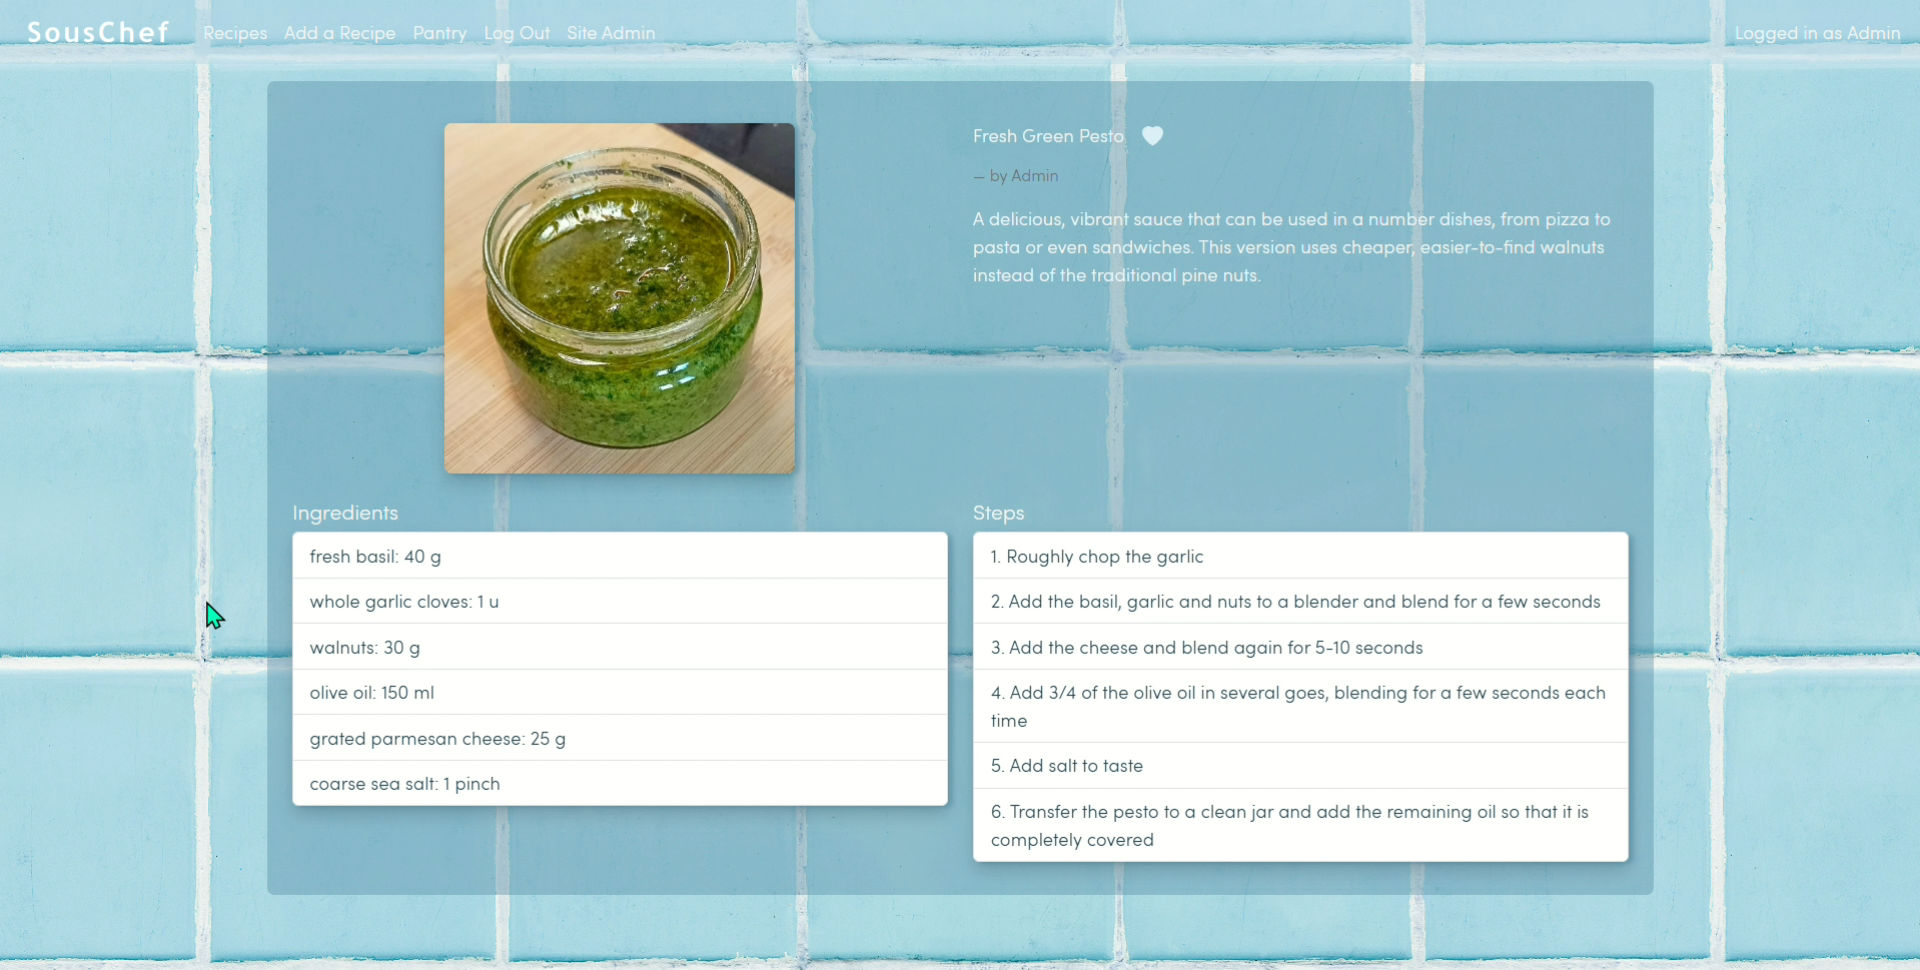 SousChef Recipes Add a Recipe Pantry Log Out Site Admin Logged in as Admin
Fresh Green Pesto
— by Admin
A delicious, vibrant sauce that can be used in a number dishes, from pizza to
pasta or even sandwiches. This version uses cheaper, easier-to-find walnuts
instead of the traditional pine nuts.
Ingredients
fresh basil: 40 g
whole garlic cloves: 1 u
walnuts: 30 g
olive oil: 150 ml
grated parmesan cheese: 25 g
coarse sea salt: 1 pinch
Steps
1. Roughly chop the garlic
2. Add the basil, garlic and nuts to a blender and blend for a few seconds
3. Add the cheese and blend again for 5-10 seconds
4. Add 3/4 of the olive oil in several goes, blending for a few seconds each
time
5. Add salt to taste
6. Transfer the pesto to a clean jar and add the remaining oil so that it is
completely covered